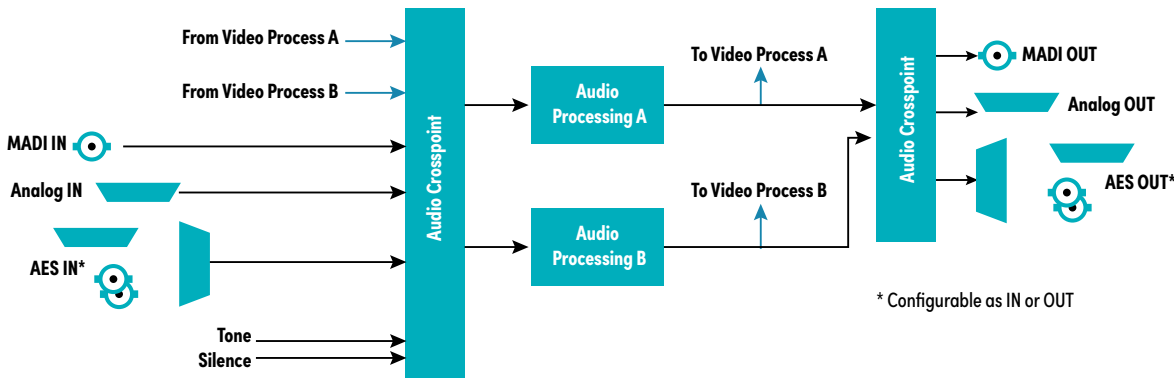 From Video Process A
From Video Process B
MADI IN
Analog IN
AES IN*
Tone
Silence
Audio Crosspoint
Audio
Processing A
Audio
Processing B
To Video Process A
To Video Process B
Audio Crosspoint
MADI OUT
Analog OUT
AES OUT*
* Configurable as IN or OUT